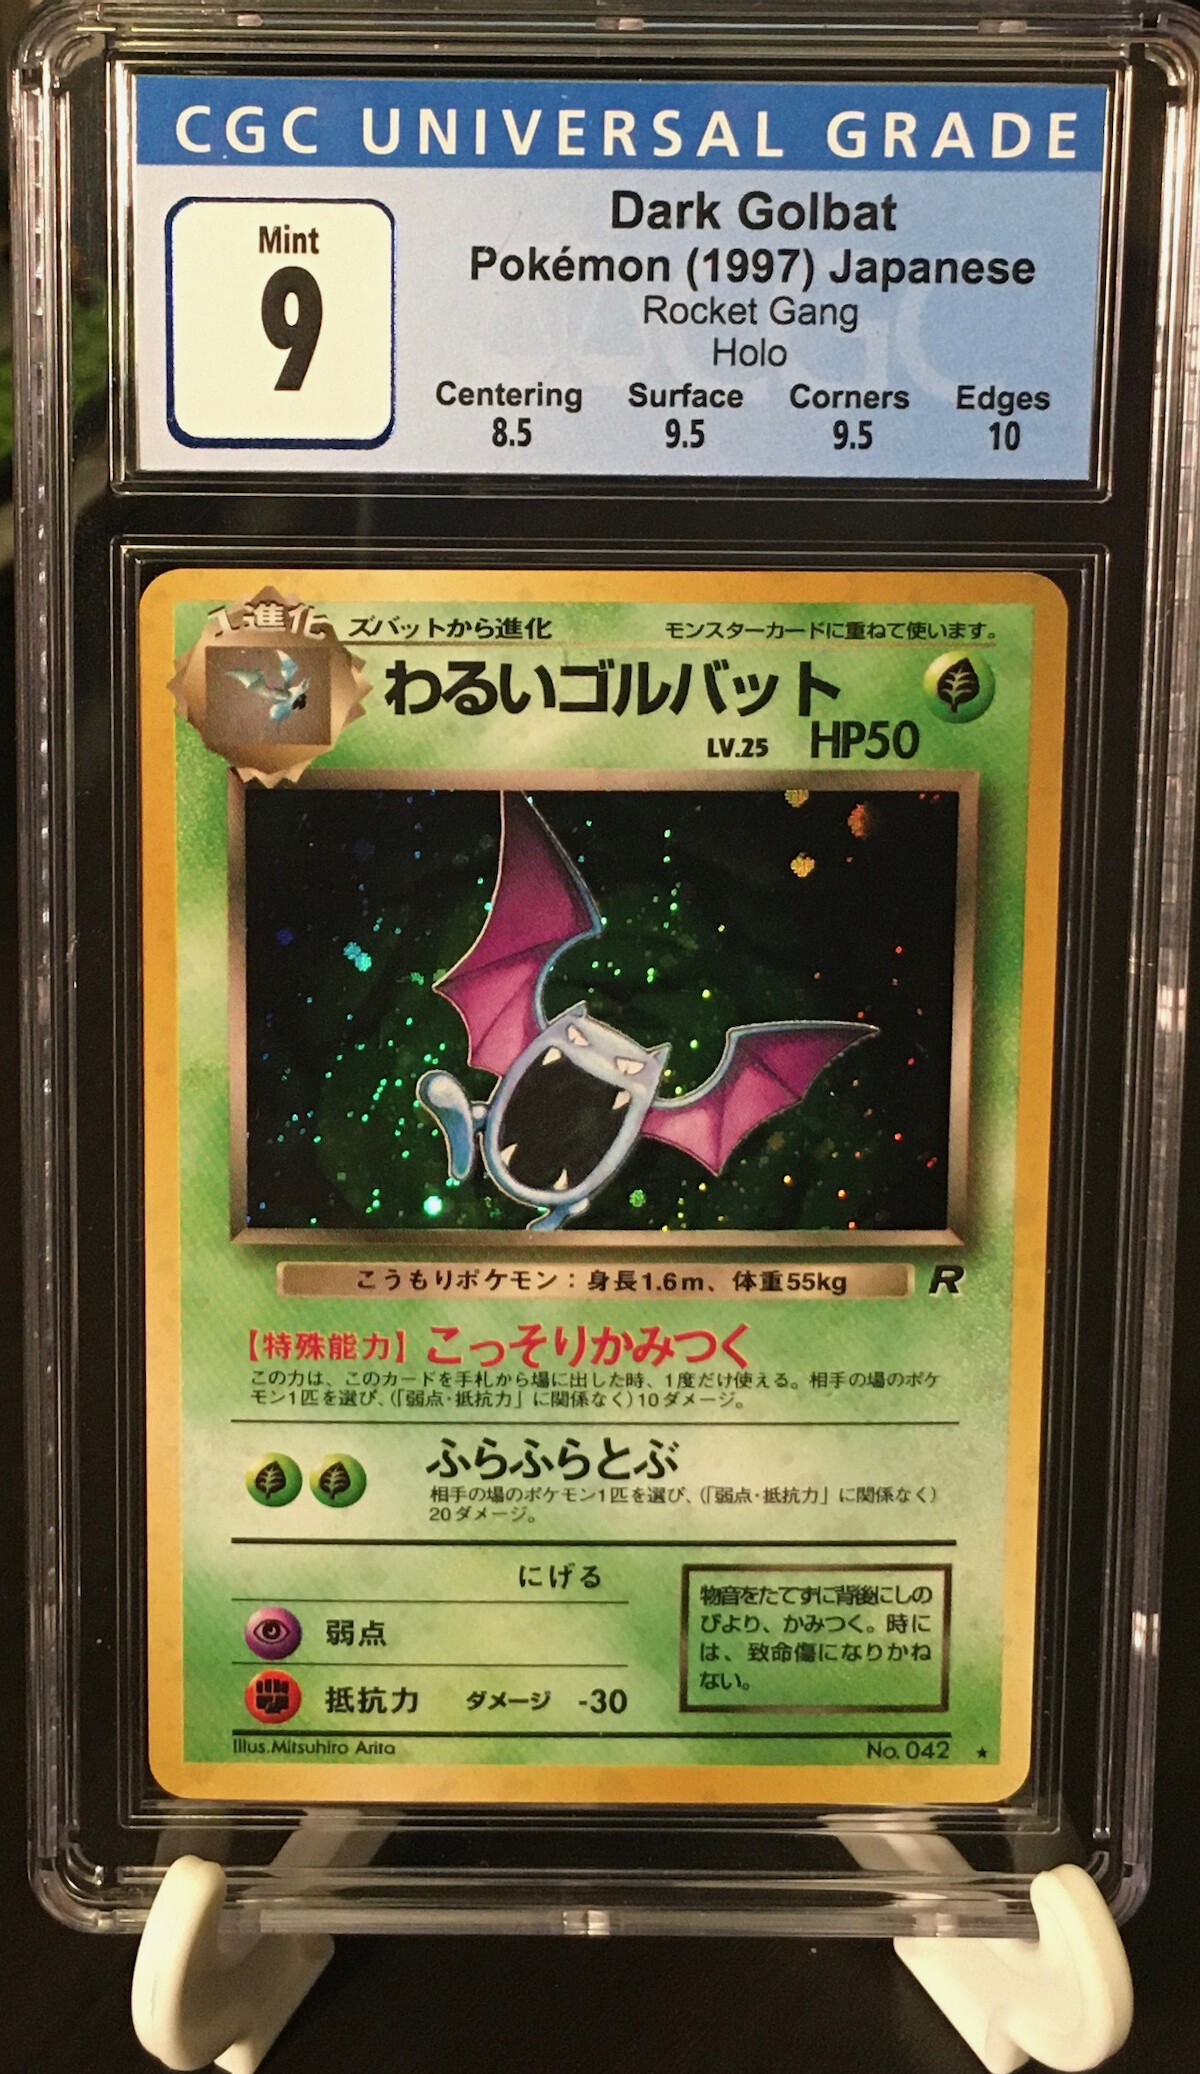 CGC UNIVERSAL GRADE
Mint
9
Dark Golbat
Pokémon (1997) Japanese
Rocket Gang
Holo
Centering Surface Corners Edges
8.5 9.5 9.5 10
1進化
ズバットから進化 モンスターカードに重ねて使います。
わるいゴルバット
LV.25 HP50
こうもりポケモン：身長1.6m、体重55kg R
【特殊能力】こっそりかみつく
この力は、このカードを手札から場に出した時、1度だけ使える。相手の場のポケ
モン1匹を選び、(「弱点・抵抗力」に関係なく)10ダメージ。
ふらふらとぶ
相手の場のポケモン1匹を選び、(「弱点・抵抗力」に関係なく)
20ダメージ。
にげる
弱点
抵抗力 ダメージ -30
物音をたてずに背後にしの
びより、かみつく。時に
は、致命傷になりかね
ない。
Illus.Mitsuhiro Arita No. 042 ★